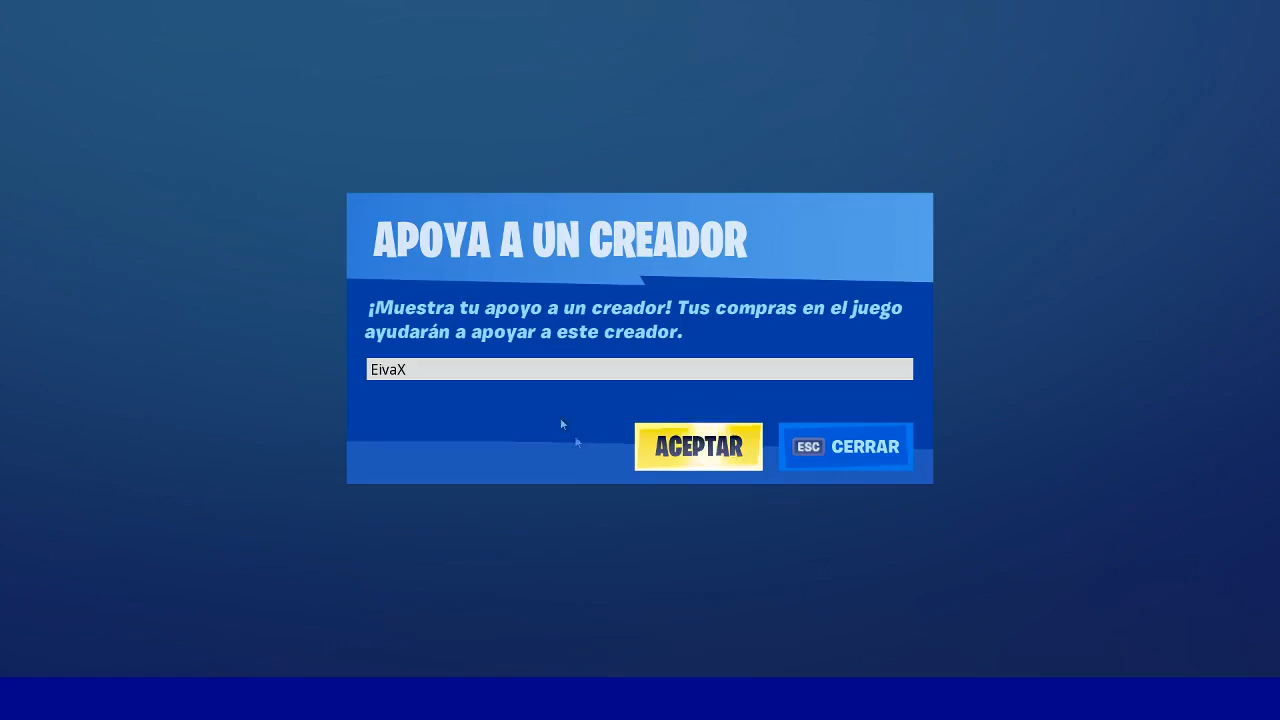 APOYA A UN CREADOR
¡Muestra tu apoyo a un creador! Tus compras en el juego
ayudarán a apoyar a este creador.
EivaX
ACEPTAR
ESC CERRAR